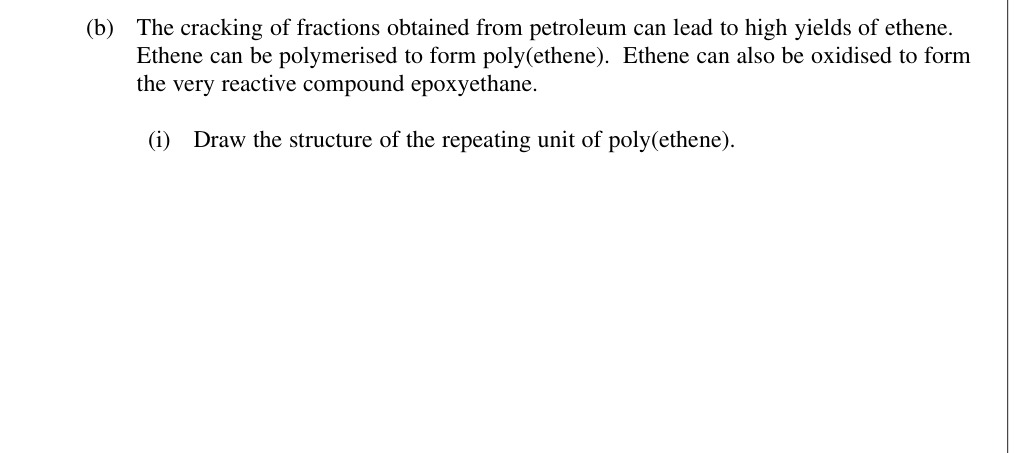 (b) The cracking of fractions obtained from petroleum can lead to high yields of ethene.
Ethene can be polymerised to form poly(ethene). Ethene can also be oxidised to form
the very reactive compound epoxyethane.
(i) Draw the structure of the repeating unit of poly(ethene).